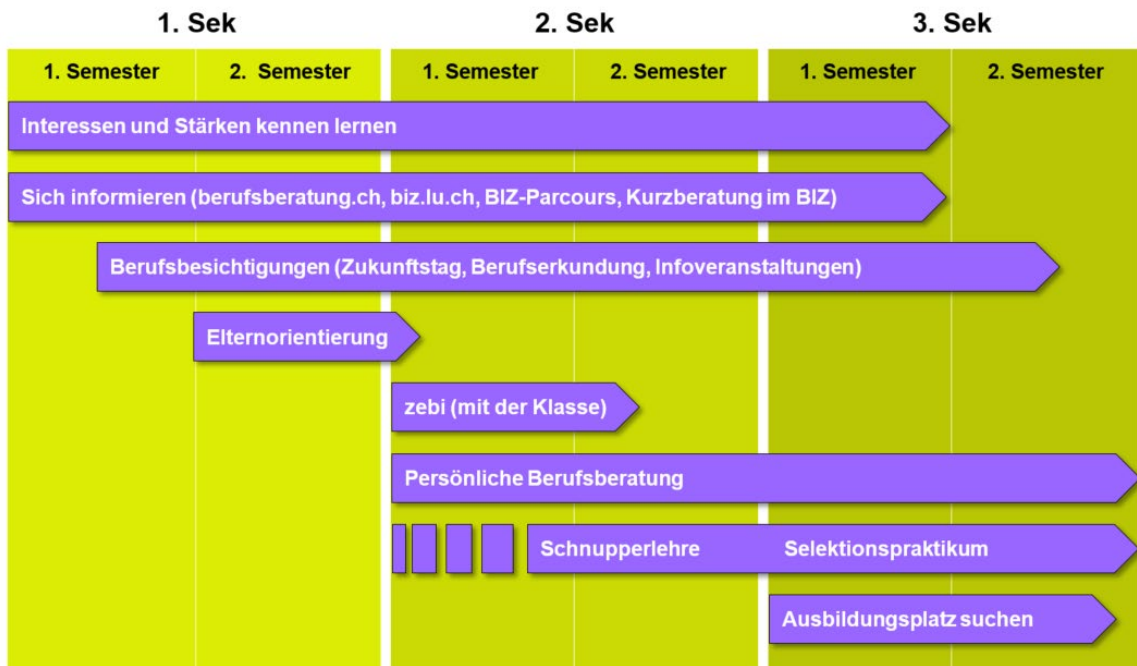 1. Sek 2. Sek 3. Sek
1. Semester 2. Semester 1. Semester 2. Semester 1. Semester 2. Semester
Interessen und Stärken kennen lernen
Sich informieren (berufsberatung.ch, biz.lu.ch, BIZ-Parcours, Kurzberatung im BIZ)
Berufsbesichtigungen (Zukunftstag, Berufserkundung, Infoveranstaltungen)
Elternorientierung
zebi (mit der Klasse)
Persönliche Berufsberatung
Schnupperlehre Selektionspraktikum
Ausbildungsplatz suchen